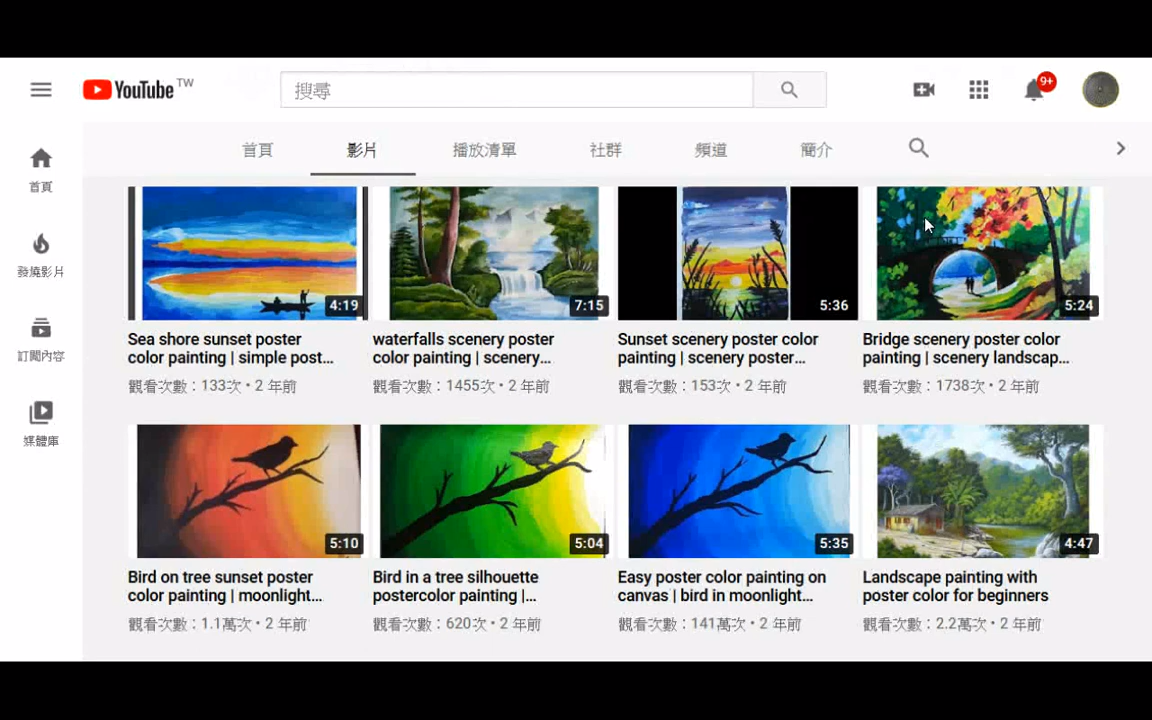 YouTube TW
搜尋
9+
首頁
影片
播放清單
社群
頻道
簡介
首頁
發燒影片
訂閱內容
媒體庫
4:19
7:15
5:36
5:24
Sea shore sunset poster
color painting | simple post...
觀看次數：133次 • 2 年前
waterfalls scenery poster
color painting | scenery...
觀看次數：1455次 • 2 年前
Sunset scenery poster color
painting | scenery poster...
觀看次數：153次 • 2 年前
Bridge scenery poster color
painting | scenery landscap...
觀看次數：1738次 • 2 年前
5:10
5:04
5:35
4:47
Bird on tree sunset poster
color painting | moonlight...
觀看次數：1.1萬次 • 2 年前
Bird in a tree silhouette
postercolor painting |...
觀看次數：620次 • 2 年前
Easy poster color painting on
canvas | bird in moonlight...
觀看次數：141萬次 • 2 年前
Landscape painting with
poster color for beginners
觀看次數：2.2萬次 • 2 年前